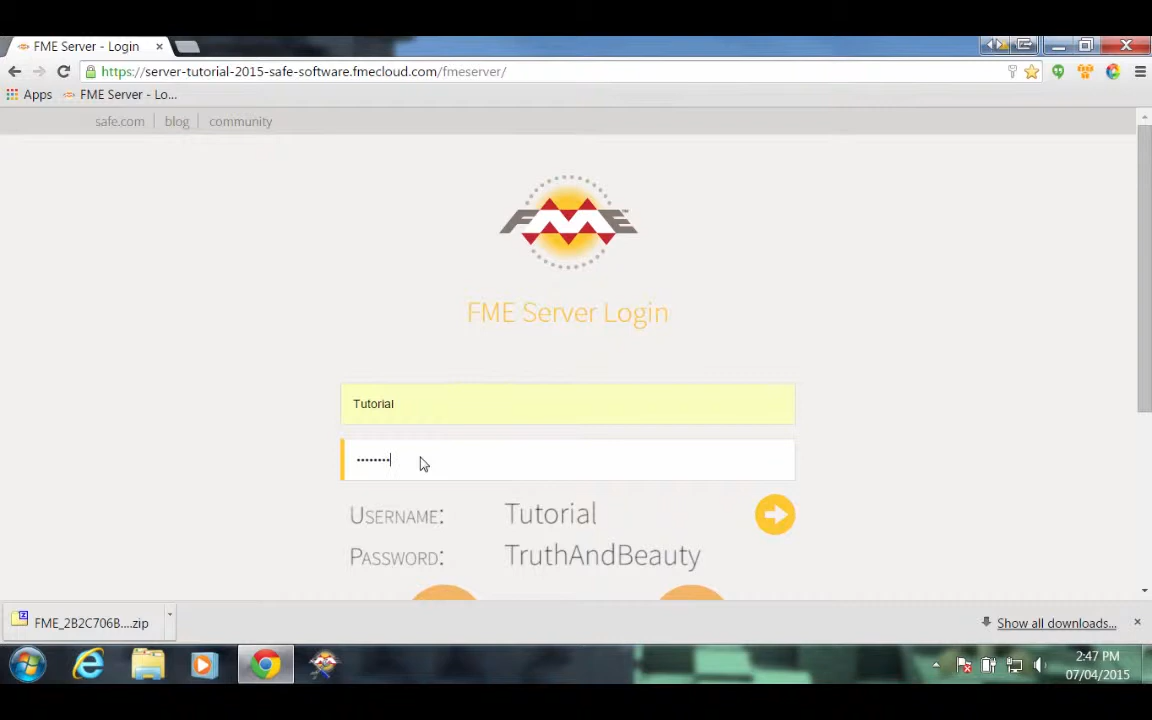 FME Server - Login
https://server-tutorial-2015-safe-software.fmecloud.com/fmeserver/
Apps
FME Server - Lo...
safe.com
blog
community
FME
FME Server Login
Tutorial
••••••••
Username: Tutorial
Password: TruthAndBeauty
FME_2B2C706B....zip
Show all downloads...
2:47 PM
07/04/2015